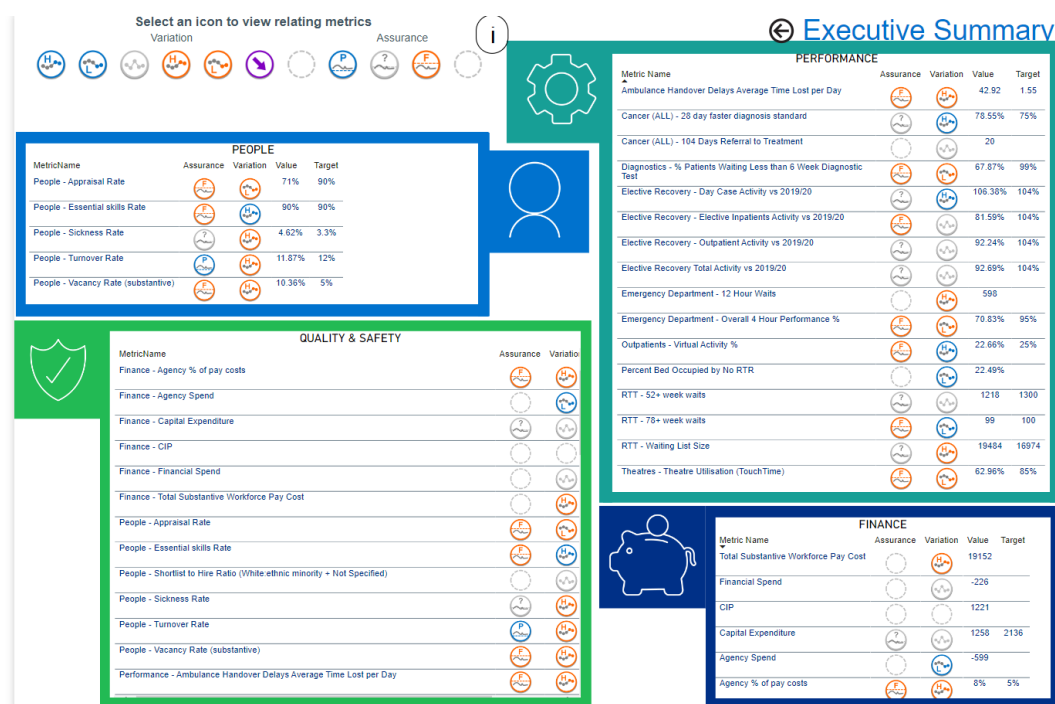 Select an icon to view relating metrics
Variation Assurance
H L H L P ? F
i
Executive Summary
PEOPLE
MetricName Assurance Variation Value Target
People - Appraisal Rate F L 71% 90%
People - Essential skills Rate F H 90% 90%
People - Sickness Rate ? H 4.62% 3.3%
People - Turnover Rate P H 11.87% 12%
People - Vacancy Rate (substantive) F H 10.36% 5%
PERFORMANCE
Metric Name Assurance Variation Value Target
Ambulance Handover Delays Average Time Lost per Day F H 42.92 1.55
Cancer (ALL) - 28 day faster diagnosis standard ? H 78.55% 75%
Cancer (ALL) - 104 Days Referral to Treatment 20
Diagnostics - % Patients Waiting Less than 6 Week Diagnostic
Test F L 67.87% 99%
Elective Recovery - Day Case Activity vs 2019/20 ? H 106.38% 104%
Elective Recovery - Elective Inpatients Activity vs 2019/20 F 81.59% 104%
Elective Recovery - Outpatient Activity vs 2019/20 ? 92.24% 104%
Elective Recovery Total Activity vs 2019/20 ? 92.69% 104%
Emergency Department - 12 Hour Waits H 598
Emergency Department - Overall 4 Hour Performance % F H 70.83% 95%
Outpatients - Virtual Activity % F H 22.66% 25%
Percent Bed Occupied by No RTR L 22.49%
RTT - 52+ week waits ? 1218 1300
RTT - 78+ week waits F L 99 100
RTT - Waiting List Size ? H 19484 16974
Theatres - Theatre Utilisation (TouchTime) F L 62.96% 85%
QUALITY & SAFETY
MetricName Assurance Variatio
Finance - Agency % of pay costs F H
Finance - Agency Spend L
Finance - Capital Expenditure ?
Finance - CIP
Finance - Financial Spend
Finance - Total Substantive Workforce Pay Cost H
People - Appraisal Rate F L
People - Essential skills Rate F H
People - Shortlist to Hire Ratio (White:ethnic minority + Not Specified)
People - Sickness Rate ? H
People - Turnover Rate P H
People - Vacancy Rate (substantive) F H
Performance - Ambulance Handover Delays Average Time Lost per Day F H
FINANCE
Metric Name Assurance Variation Value Target
Total Substantive Workforce Pay Cost H 19152
Financial Spend -226
CIP 1221
Capital Expenditure ? 1258 2136
Agency Spend L -599
Agency % of pay costs F H 8% 5%